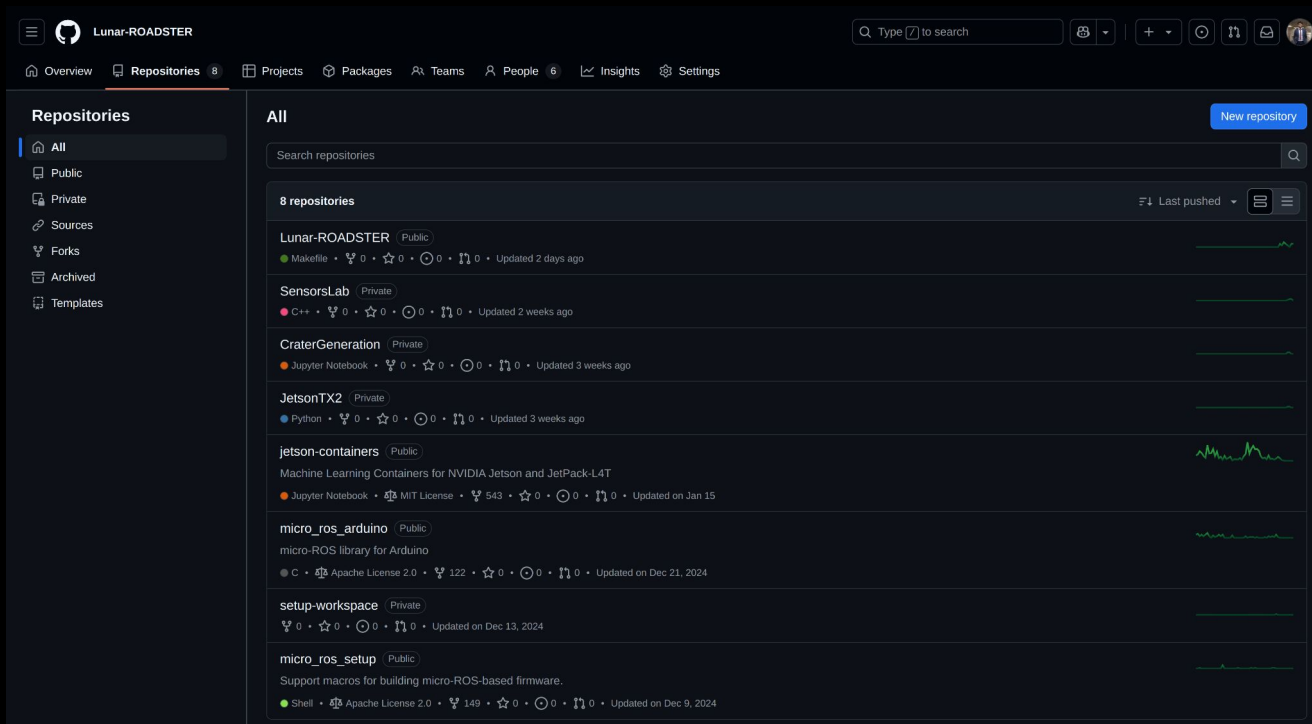 Lunar-ROADSTER
Type / to search
Overview Repositories 8 Projects Packages Teams People 6 Insights Settings
Repositories
All
Public
Private
Sources
Forks
Archived
Templates
All
New repository
Search repositories
8 repositories
Last pushed
Lunar-ROADSTER Public
Makefile • 0 • 0 • 0 • 0 • Updated 2 days ago
SensorsLab Private
C++ • 0 • 0 • 0 • 0 • Updated 2 weeks ago
CraterGeneration Private
Jupyter Notebook • 0 • 0 • 0 • 0 • Updated 3 weeks ago
JetsonTX2 Private
Python • 0 • 0 • 0 • 0 • Updated 3 weeks ago
jetson-containers Public
Machine Learning Containers for NVIDIA Jetson and JetPack-L4T
Jupyter Notebook • MIT License • 543 • 0 • 0 • 0 • Updated on Jan 15
micro_ros_arduino Public
micro-ROS library for Arduino
C • Apache License 2.0 • 122 • 0 • 0 • 0 • Updated on Dec 21, 2024
setup-workspace Private
0 • 0 • 0 • 0 • Updated on Dec 13, 2024
micro_ros_setup Public
Support macros for building micro-ROS-based firmware.
Shell • Apache License 2.0 • 149 • 0 • 0 • 0 • Updated on Dec 9, 2024